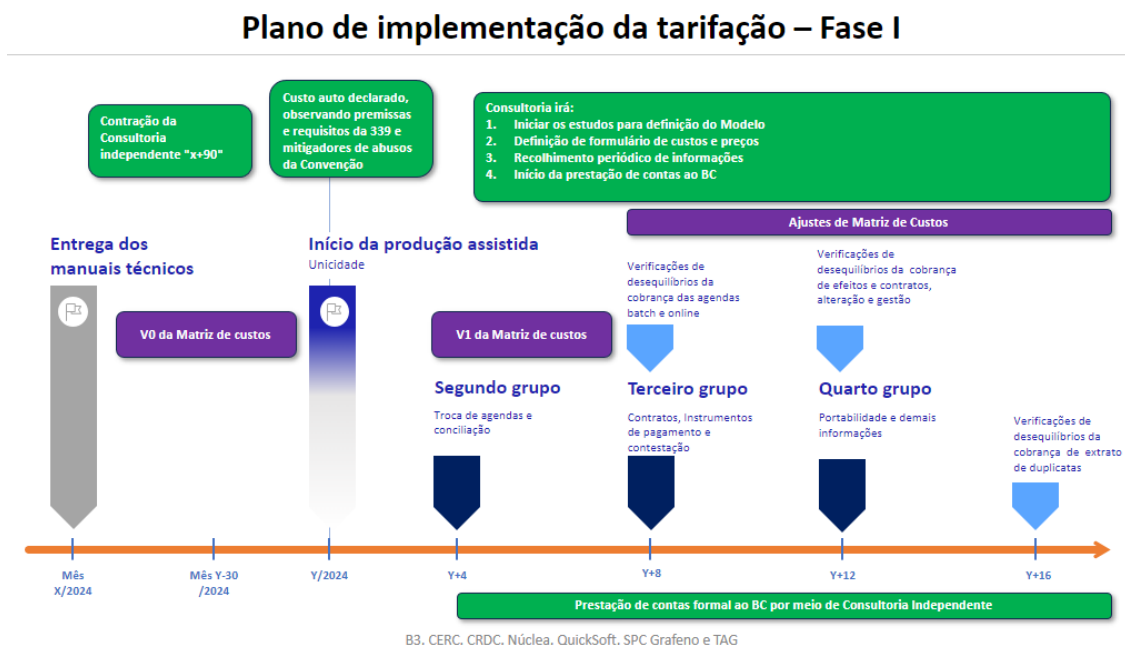 Plano de implementação da tarifação – Fase I
Contração da
Consultoria
independente "x+90"
Custo auto declarado,
observando premissas
e requisitos da 339 e
mitigadores de abusos
da Convenção
Consultoria irá:
1. Iniciar os estudos para definição do Modelo
2. Definição de formulário de custos e preços
3. Recolhimento periódico de informações
4. Início da prestação de contas ao BC
Ajustes de Matriz de Custos
Entrega dos
manuais técnicos
Início da produção assistida
Unicidade
Verificações de
desequilíbrios da
cobrança das agendas
batch e online
Verificações de
desequilíbrios da cobrança
de efeitos e contratos,
alteração e gestão
V0 da Matriz de custos
V1 da Matriz de custos
Segundo grupo
Troca de agendas e
conciliação
Terceiro grupo
Contratos, Instrumentos
de pagamento e
contestação
Quarto grupo
Portabilidade e demais
informações
Verificações de
desequilíbrios da
cobrança de extrato
de duplicatas
Mês
X/2024
Mês Y-30
/2024
Y/2024
Y+4
Y+8
Y+12
Y+16
Prestação de contas formal ao BC por meio de Consultoria Independente
B3, CERC, CRDC, Núclea, QuickSoft, SPC Grafeno e TAG